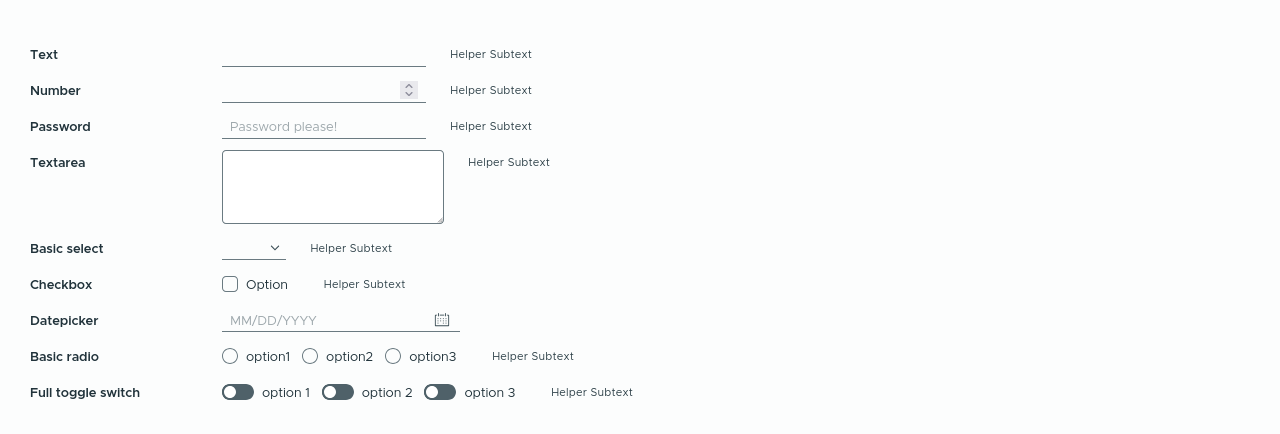 Text Helper Subtext
Number Helper Subtext
Password Password please! Helper Subtext
Textarea Helper Subtext
Basic select Helper Subtext
Checkbox Option Helper Subtext
Datepicker MM/DD/YYYY
Basic radio option1 option2 option3 Helper Subtext
Full toggle switch option 1 option 2 option 3 Helper Subtext